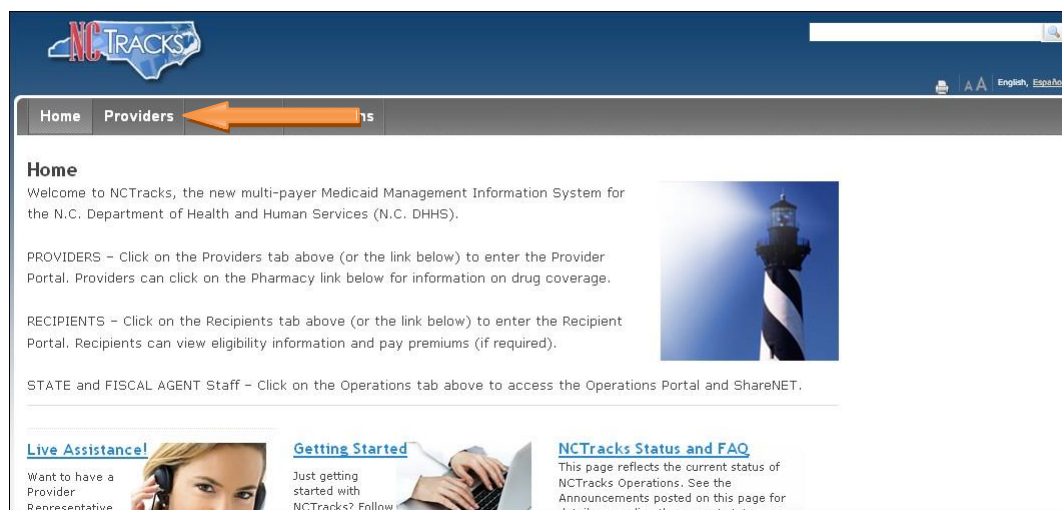 NCTRACKS
English, Españo
Home Providers ns
Home
Welcome to NCTracks, the new multi-payer Medicaid Management Information System for
the N.C. Department of Health and Human Services (N.C. DHHS).
PROVIDERS – Click on the Providers tab above (or the link below) to enter the Provider
Portal. Providers can click on the Pharmacy link below for information on drug coverage.
RECIPIENTS – Click on the Recipients tab above (or the link below) to enter the Recipient
Portal. Recipients can view eligibility information and pay premiums (if required).
STATE and FISCAL AGENT Staff – Click on the Operations tab above to access the Operations Portal and ShareNET.
Live Assistance!
Want to have a
Provider
Representative
Getting Started
Just getting
started with
NCTracks? Follow
NCTracks Status and FAQ
This page reflects the current status of
NCTracks Operations. See the
Announcements posted on this page for